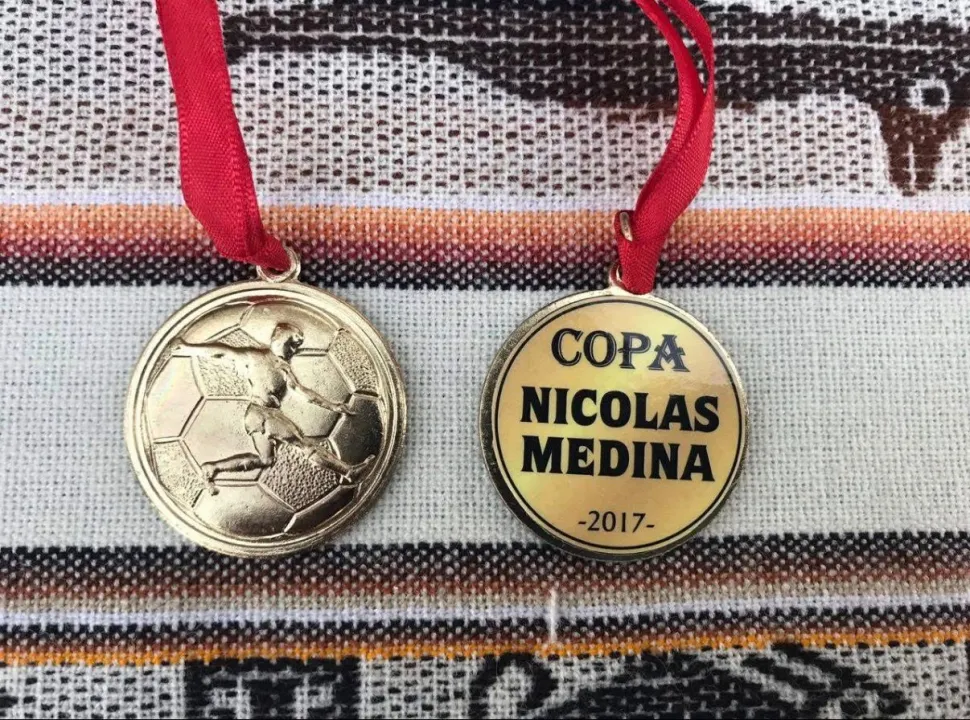 COPA
NICOLAS
MEDINA
-2017-